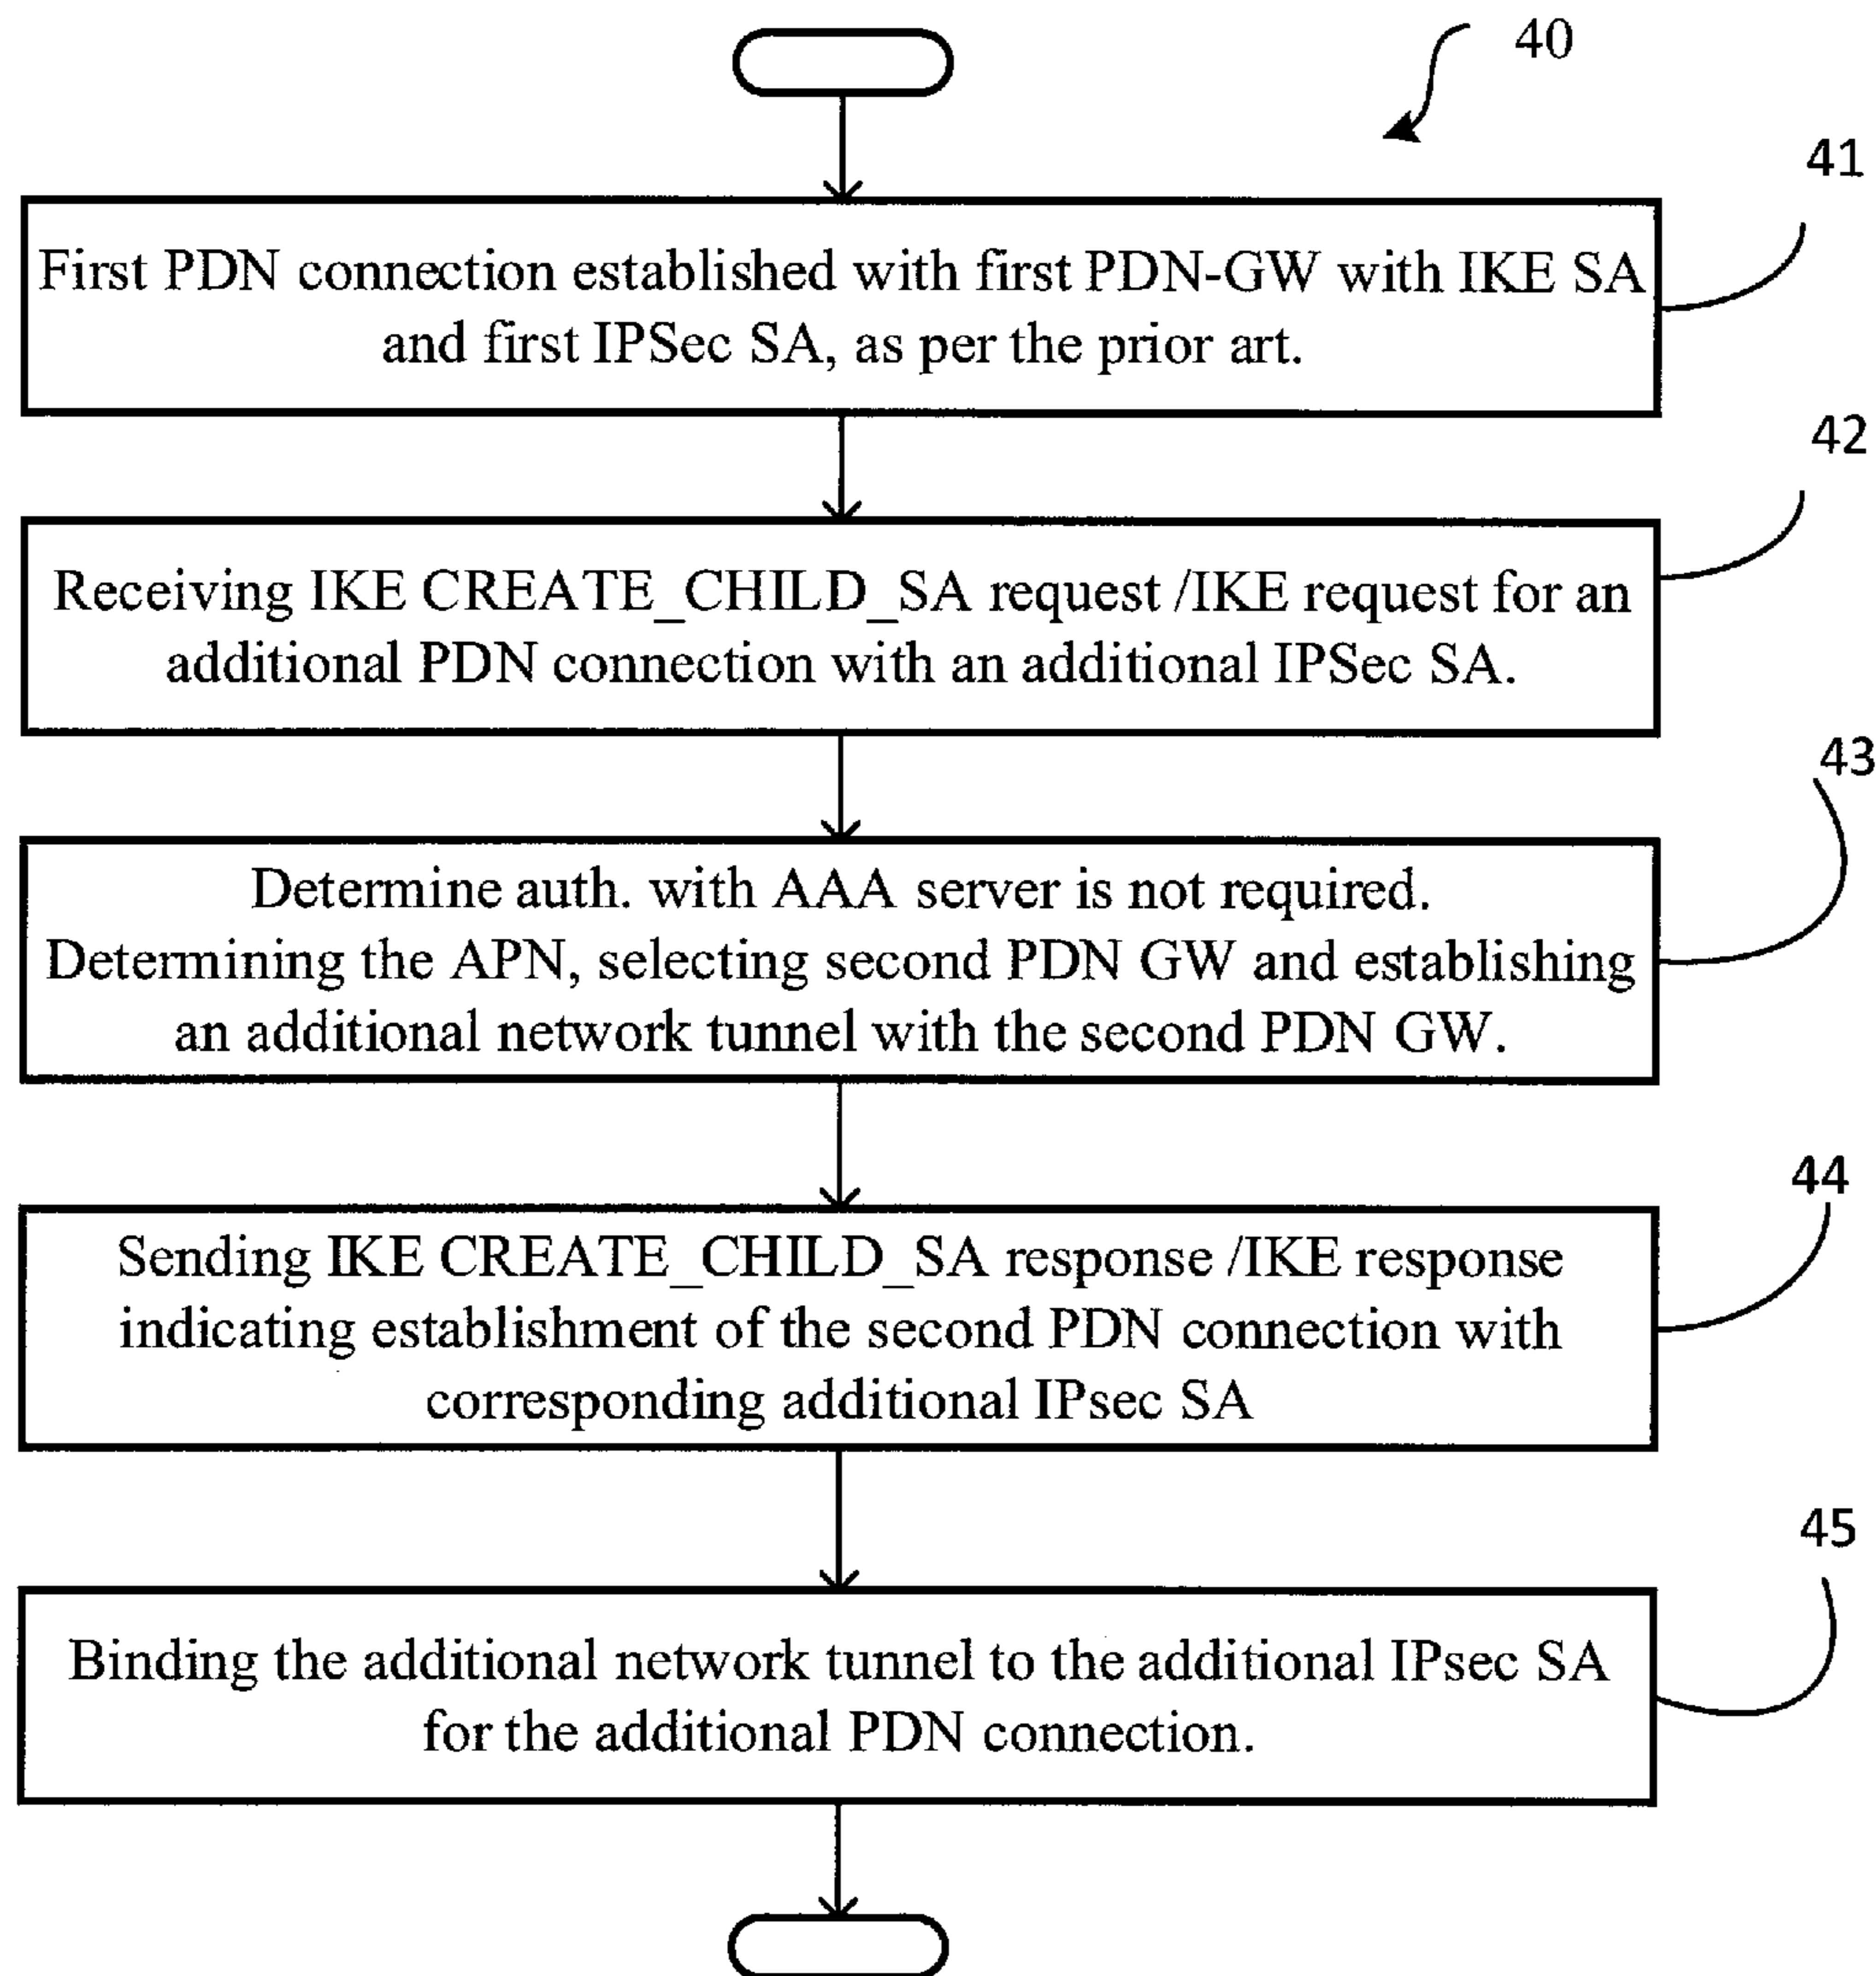 40
41
First PDN connection established with first PDN-GW with IKE SA
and first IPSec SA, as per the prior art.
42
Receiving IKE CREATE_CHILD_SA request /IKE request for an
additional PDN connection with an additional IPSec SA.
43
Determine auth. with AAA server is not required.
Determining the APN, selecting second PDN GW and establishing
an additional network tunnel with the second PDN GW.
44
Sending IKE CREATE_CHILD_SA response /IKE response
indicating establishment of the second PDN connection with
corresponding additional IPsec SA
45
Binding the additional network tunnel to the additional IPsec SA
for the additional PDN connection.